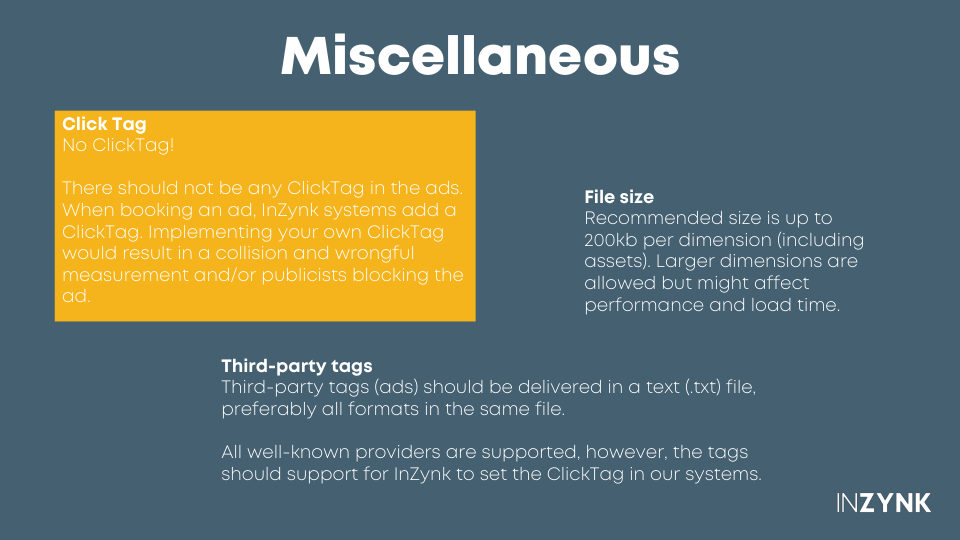 Miscellaneous
Click Tag
No ClickTag!
There should not be any ClickTag in the ads.
When booking an ad, InZynk systems add a
ClickTag. Implementing your own ClickTag
would result in a collision and wrongful
measurement and/or publicists blocking the
ad.
File size
Recommended size is up to
200kb per dimension (including
assets). Larger dimensions are
allowed but might affect
performance and load time.
Third-party tags
Third-party tags (ads) should be delivered in a text (.txt) file,
preferably all formats in the same file.
All well-known providers are supported, however, the tags
should support for InZynk to set the ClickTag in our systems.
INZYNK